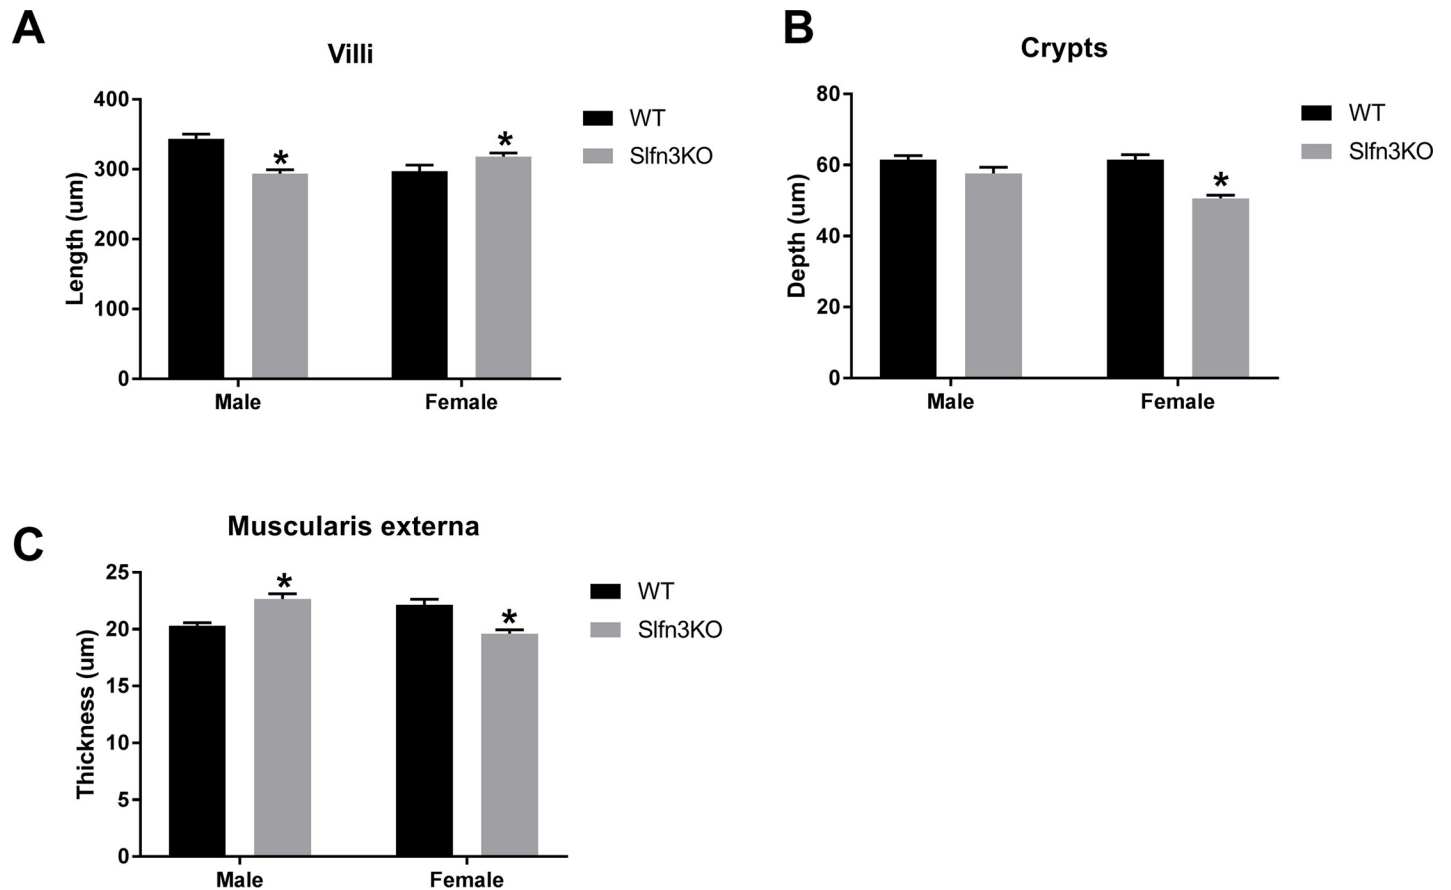 A
Villi
400
300
200
100
0
Length (um)
Male
Female
*
*
WT
Slfn3KO
B
Crypts
80
60
40
20
0
Depth (um)
Male
Female
*
WT
Slfn3KO
C
Muscularis externa
25
20
15
10
5
0
Thickness (um)
Male
Female
*
*
WT
Slfn3KO